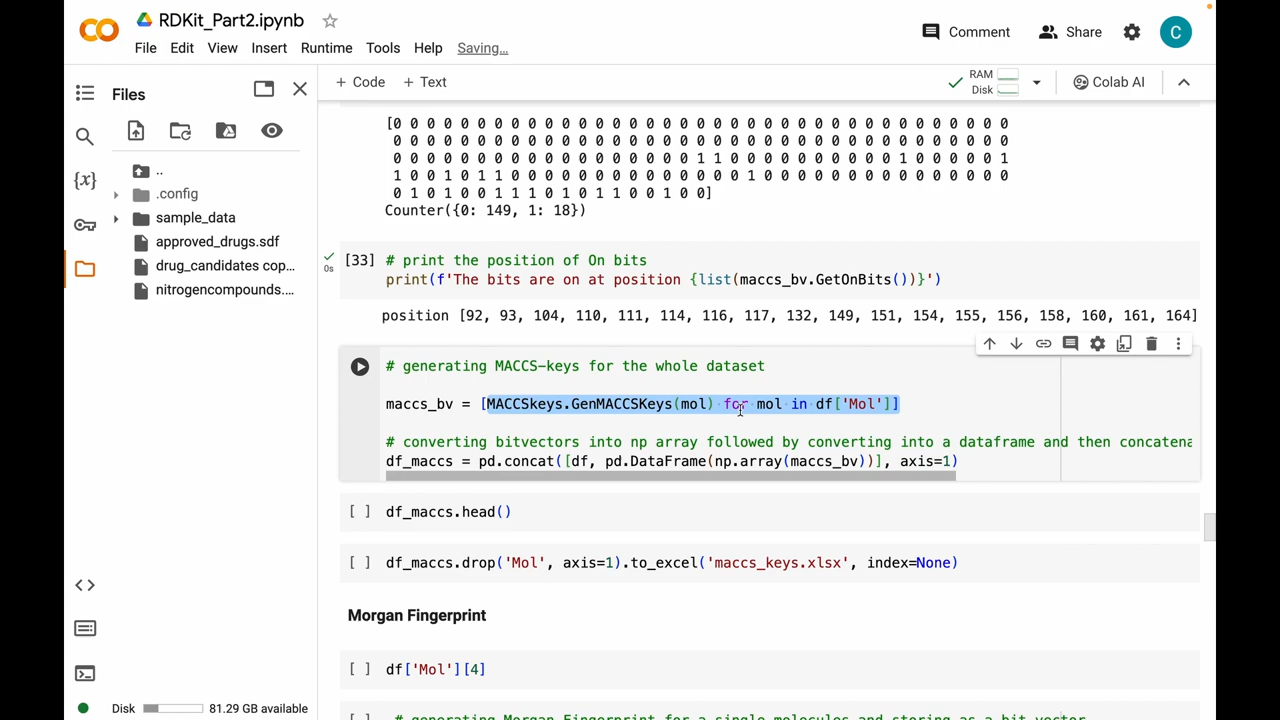 RDKit_Part2.ipynb
File Edit View Insert Runtime Tools Help Saving...
Comment Share C
Files
+ Code + Text
RAM
Disk
Colab AI
..
.config
sample_data
approved_drugs.sdf
drug_candidates cop...
nitrogencompounds....
{x}
[0 0 0 0 0 0 0 0 0 0 0 0 0 0 0 0 0 0 0 0 0 0 0 0 0 0 0 0 0 0 0 0 0 0 0 0 0
0 0 0 0 0 0 0 0 0 0 0 0 0 0 0 0 0 0 0 0 0 0 0 0 0 0 0 0 0 0 0 0 0 0 0 0 0
0 0 0 0 0 0 0 0 0 0 0 0 0 0 0 0 0 0 1 1 0 0 0 0 0 0 0 0 0 0 1 0 0 0 0 0 1
1 0 0 1 0 1 1 0 0 0 0 0 0 0 0 0 0 0 0 0 0 1 0 0 0 0 0 0 0 0 0 0 0 0 0 0 0
0 1 0 1 0 0 1 1 1 0 1 0 1 1 0 0 1 0 0]
Counter({0: 149, 1: 18})
[33] # print the position of On bits
0s
print(f'The bits are on at position {list(maccs_bv.GetOnBits())}')
position [92, 93, 104, 110, 111, 114, 116, 117, 132, 149, 151, 154, 155, 156, 158, 160, 161, 164]
# generating MACCS-keys for the whole dataset
maccs_bv = [MACCSkeys.GenMACCSKeys(mol) for mol in df['Mol']]
# converting bitvectors into np array followed by converting into a dataframe and then concatena
df_maccs = pd.concat([df, pd.DataFrame(np.array(maccs_bv))], axis=1)
[ ] df_maccs.head()
[ ] df_maccs.drop('Mol', axis=1).to_excel('maccs_keys.xlsx', index=None)
Morgan Fingerprint
[ ] df['Mol'][4]
[ ] # generating Morgan Fingerprint for a single molecules and storing as a bit vector
Disk 81.29 GB available